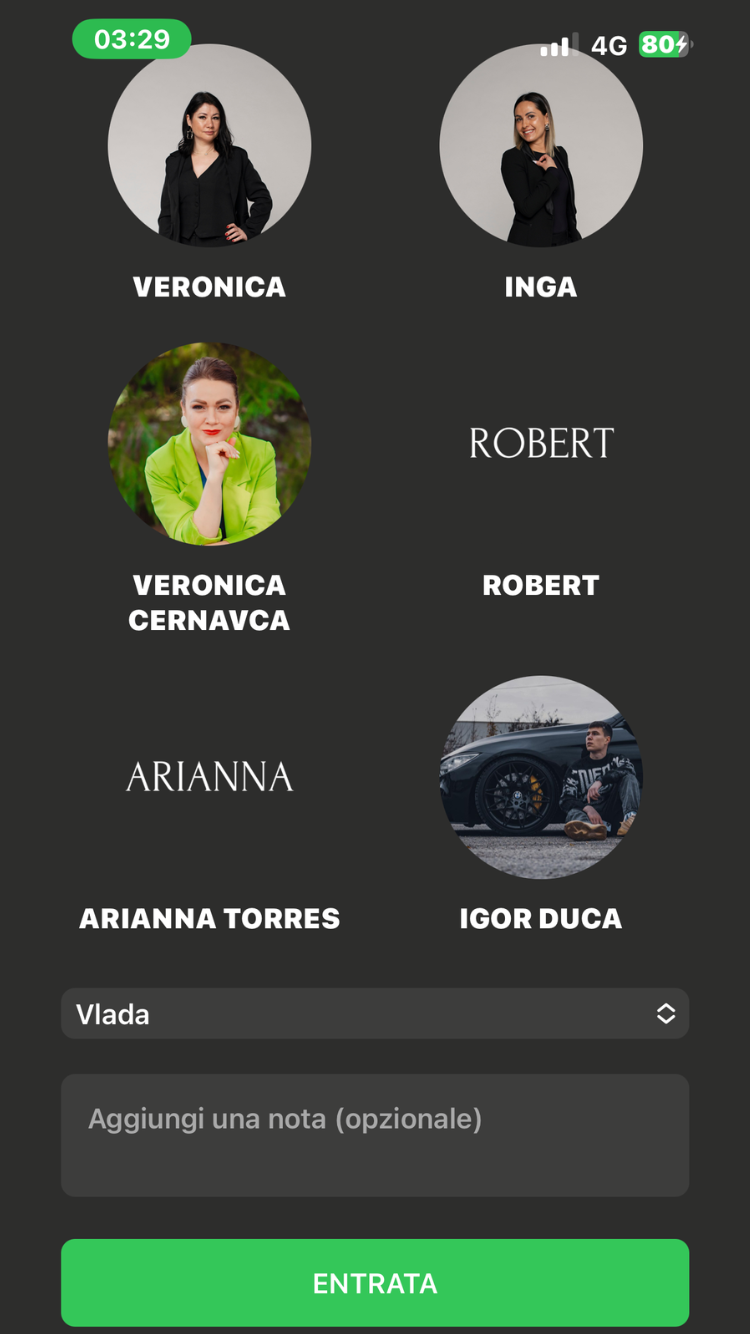 03:29
4G
80
VERONICA
INGA
ROBERT
VERONICA
CERNAVCA
ROBERT
ARIANNA
ARIANNA TORRES
IGOR DUCA
Vlada
Aggiungi una nota (opzionale)
ENTRATA